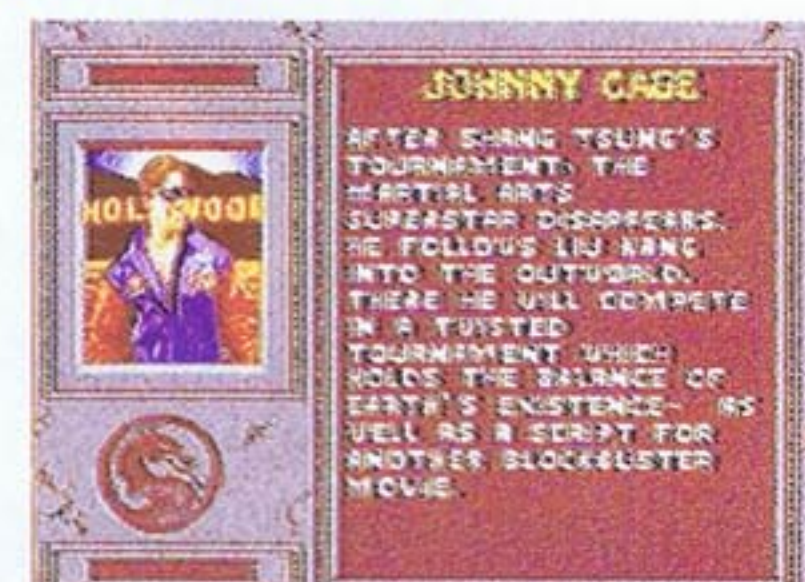 JOHNNY CAGE
HOLLYWOOD
AFTER SHANG TSUNG'S
TOURNAMENT, THE
MARTIAL ARTS
SUPERSTAR DISAPPEARS.
HE FOLLOWS LIU KANG
INTO THE OUTWORLD.
THERE HE WILL COMPETE
IN A TWISTED
TOURNAMENT WHICH
HOLDS THE BALANCE OF
EARTH'S EXISTENCE- AS
WELL AS A SCRIPT FOR
ANOTHER BLOCKBUSTER
MOVIE.